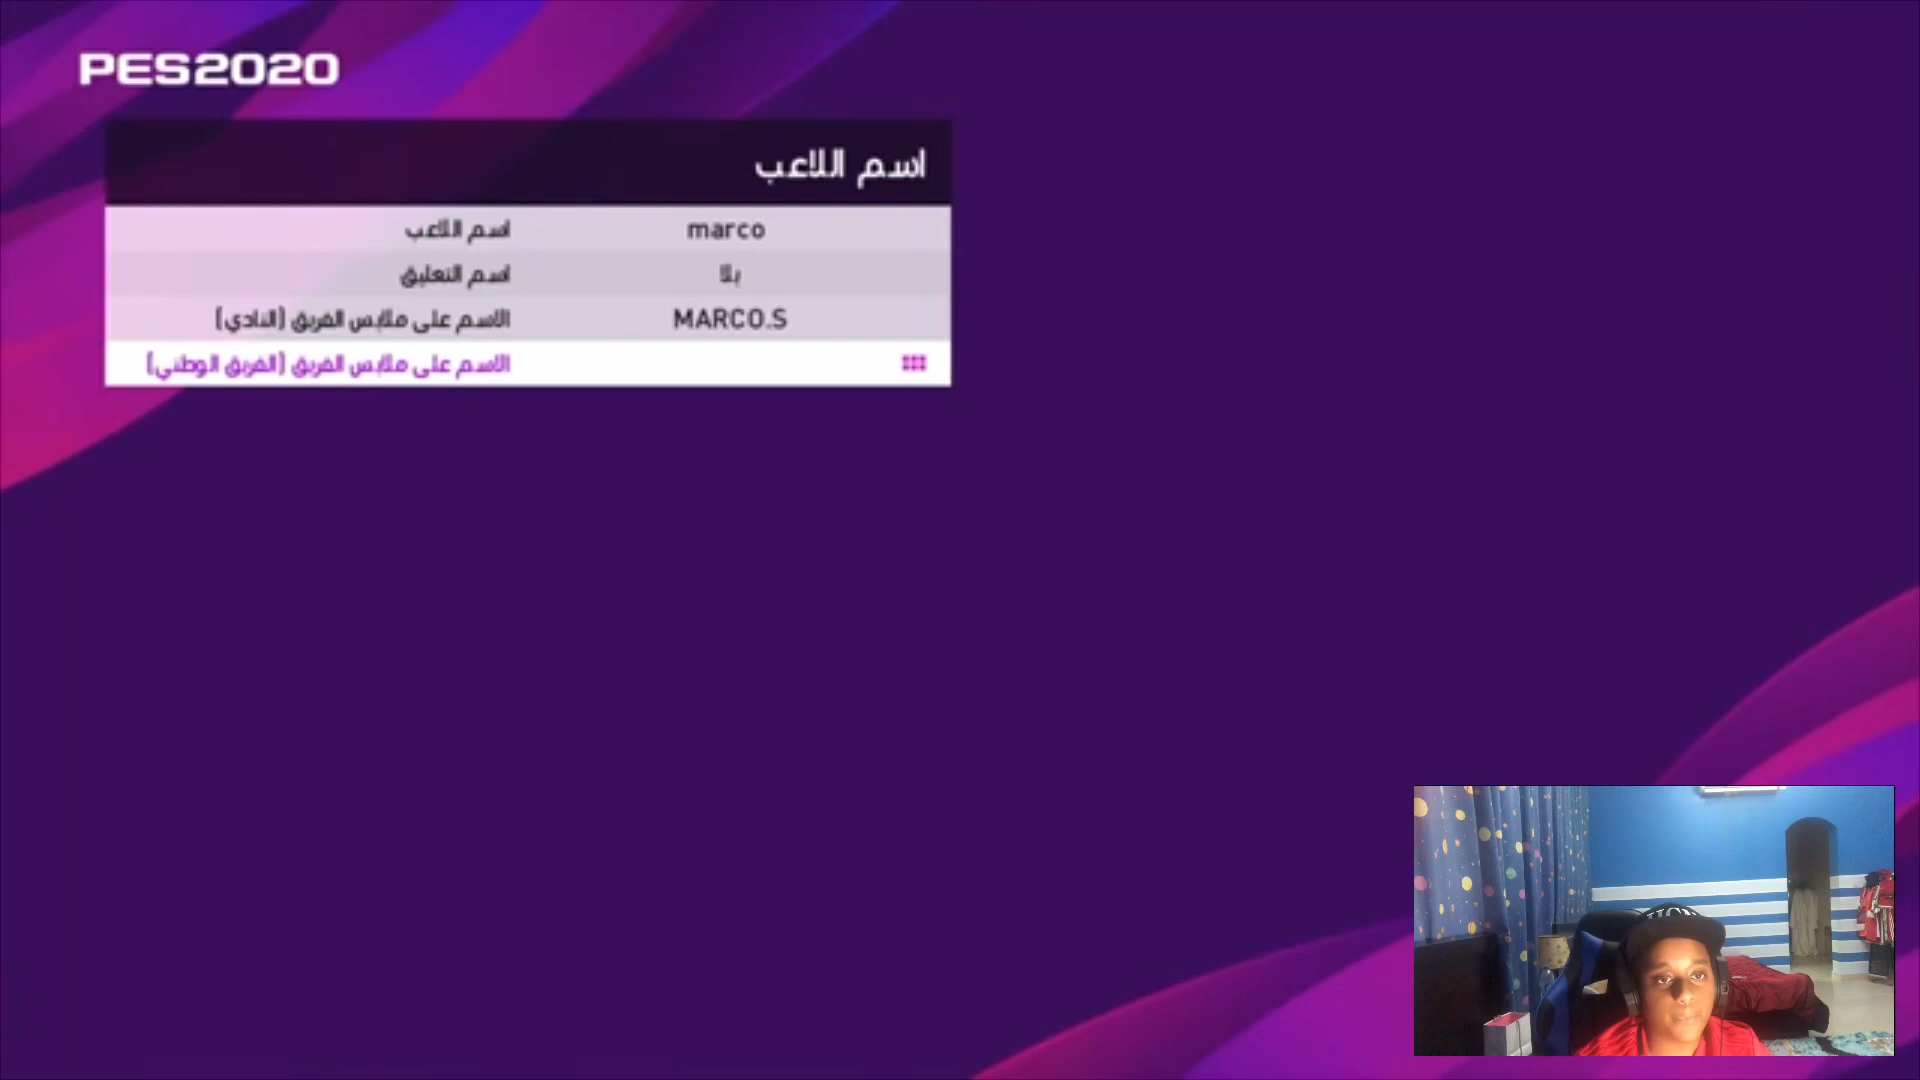 PES2020
اسم اللاعب
اسم اللاعب marco
اسم التعليق بلا
الاسم على ملابس الفريق (النادي) MARCO.S
الاسم على ملابس الفريق (الفريق الوطني)